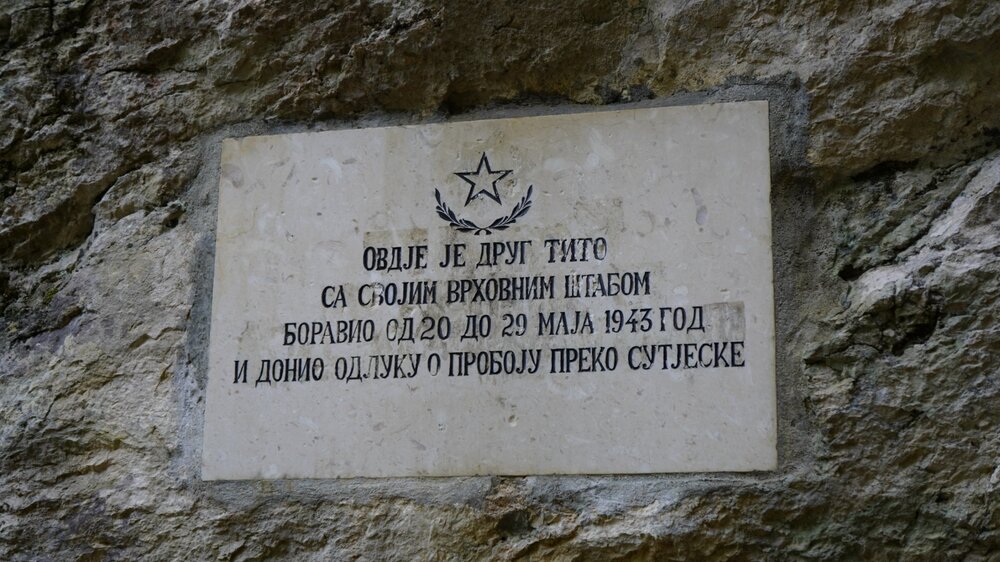 ОВДЈЕ ЈЕ ДРУГ ТИТО
СА СВОЈИМ ВРХОВНИМ ШТАБОМ
БОРАВИО ОД 20 ДО 29 МАЈА 1943 ГОД
И ДОНИО ОДЛУКУ О ПРОБОЈУ ПРЕКО СУТЈЕСКЕ